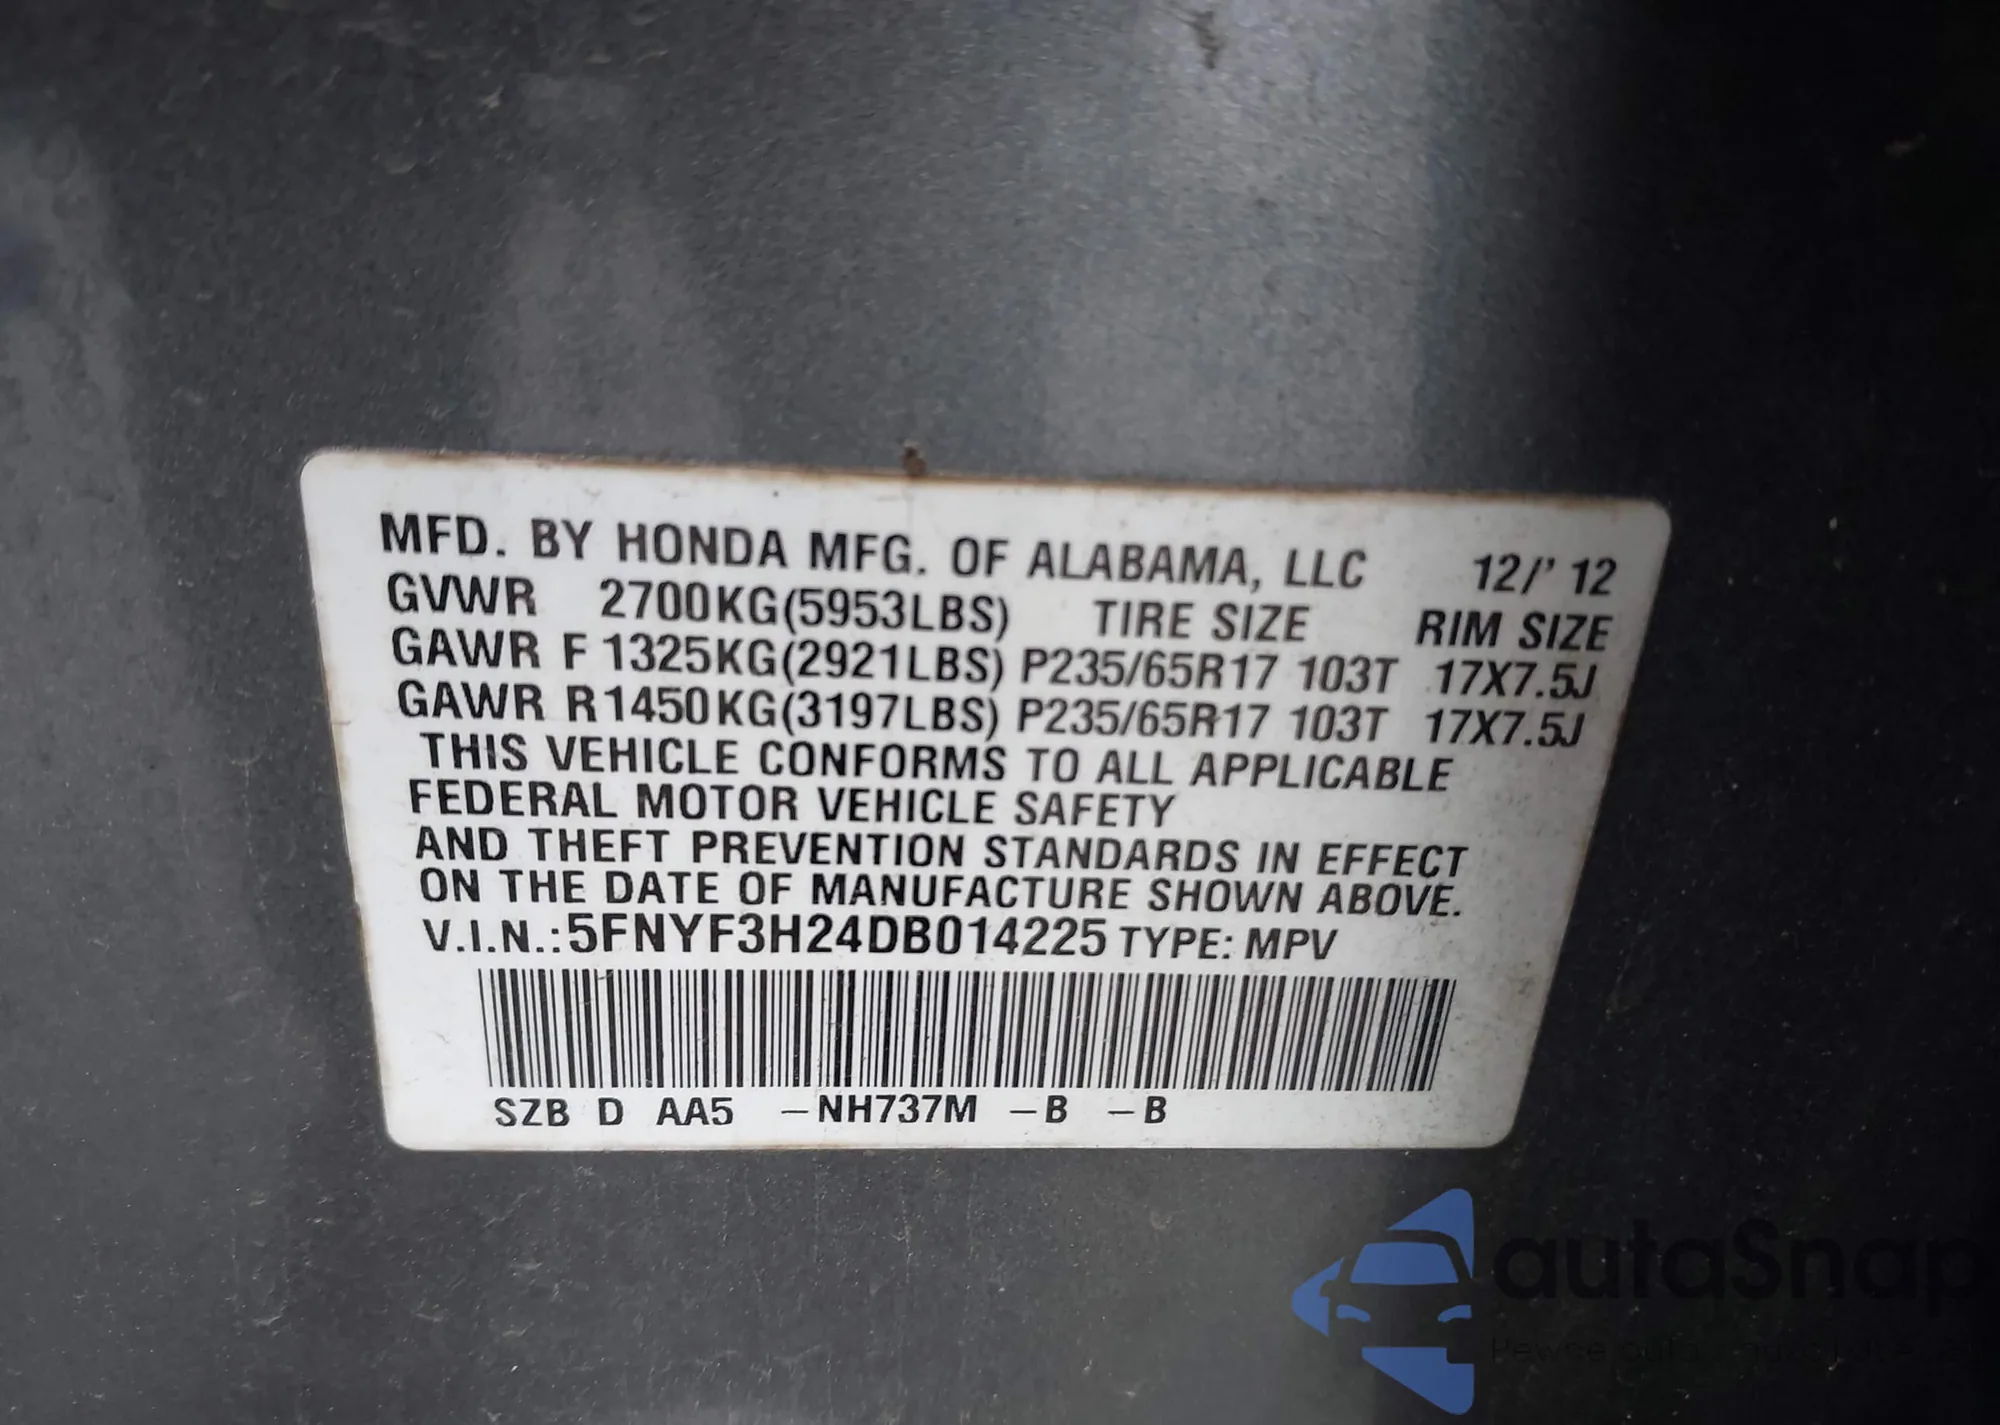 MFD. BY HONDA MFG. OF ALABAMA, LLC 12/' 12
GVWR 2700KG(5953LBS) TIRE SIZE RIM SIZE
GAWR F 1325KG(2921LBS) P235/65R17 103T 17X7.5J
GAWR R 1450KG(3197LBS) P235/65R17 103T 17X7.5J
THIS VEHICLE CONFORMS TO ALL APPLICABLE
FEDERAL MOTOR VEHICLE SAFETY
AND THEFT PREVENTION STANDARDS IN EFFECT
ON THE DATE OF MANUFACTURE SHOWN ABOVE.
V.I.N.:5FNYF3H24DB014225 TYPE: MPV
SZB D AA5 –NH737M –B –B
autaSnap